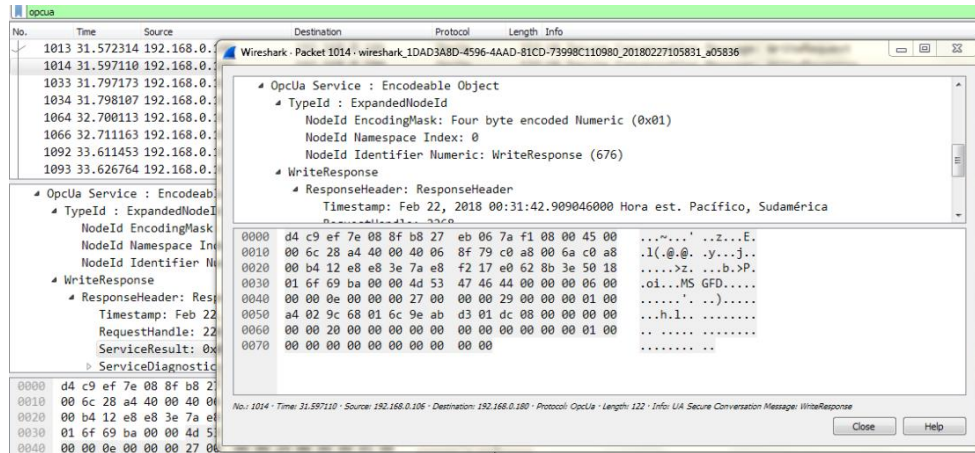 opcua
No. Time Source Destination Protocol Length Info
1013 31.572314 192.168.0.1
1014 31.597110 192.168.0.1
1033 31.797173 192.168.0.1
1034 31.798107 192.168.0.1
1064 32.700113 192.168.0.1
1066 32.711163 192.168.0.1
1092 33.611453 192.168.0.1
1093 33.626764 192.168.0.1
OpcUa Service : Encodeabl
TypeId : ExpandedNodeI
NodeId EncodingMask
NodeId Namespace Ind
NodeId Identifier Nu
WriteResponse
ResponseHeader: Resp
Timestamp: Feb 22
RequestHandle: 22
ServiceResult: 0x
ServiceDiagnostic
0000 d4 c9 ef 7e 08 8f b8 27
0010 00 6c 28 a4 40 00 40 06
0020 00 b4 12 e8 e8 3e 7a e8
0030 01 6f 69 ba 00 00 4d 53
0040 00 00 0e 00 00 00 27 00
Wireshark · Packet 1014 · wireshark_1DAD3A8D-4596-4AAD-81CD-73998C110980_20180227105831_a05836
OpcUa Service : Encodeable Object
TypeId : ExpandedNodeId
NodeId EncodingMask: Four byte encoded Numeric (0x01)
NodeId Namespace Index: 0
NodeId Identifier Numeric: WriteResponse (676)
WriteResponse
ResponseHeader: ResponseHeader
Timestamp: Feb 22, 2018 00:31:42.909046000 Hora est. Pacífico, Sudamérica
RequestHandle: 2268
0000 d4 c9 ef 7e 08 8f b8 27 eb 06 7a f1 08 00 45 00 ...~...' ..z...E.
0010 00 6c 28 a4 40 00 40 06 8f 79 c0 a8 00 6a c0 a8 .l(.@.@. .y...j..
0020 00 b4 12 e8 e8 3e 7a e8 f2 17 e0 62 8b 3e 50 18 .....>z. ...b.>P.
0030 01 6f 69 ba 00 00 4d 53 47 46 44 00 00 00 06 00 .oi...MS GFD.....
0040 00 00 0e 00 00 00 27 00 00 00 29 00 00 00 01 00 ......'. ..).....
0050 a4 02 9c 68 01 6c 9e ab d3 01 dc 08 00 00 00 00 ...h.l.. ........
0060 00 00 20 00 00 00 00 00 00 00 00 00 00 00 01 00 .. ..... ........
0070 00 00 00 00 00 00 00 00 00 00 ........ ..
No.: 1014 · Time: 31.597110 · Source: 192.168.0.106 · Destination: 192.168.0.180 · Protocol: OpcUa · Length: 122 · Info: UA Secure Conversation Message: WriteResponse
Close Help